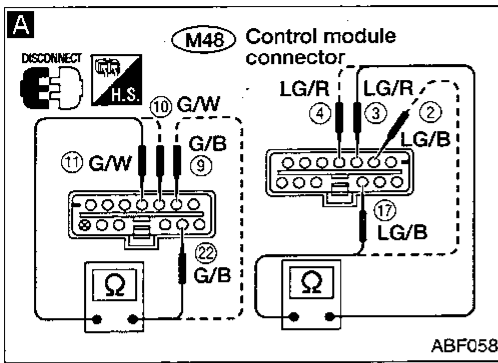 A
DISCONNECT
H.S.
M48 Control module
connector
10 G/W
G/B
9
11 G/W
22
G/B
LG/R LG/R
4 3 2
LG/B
17
LG/B
Ω
Ω
ABF058